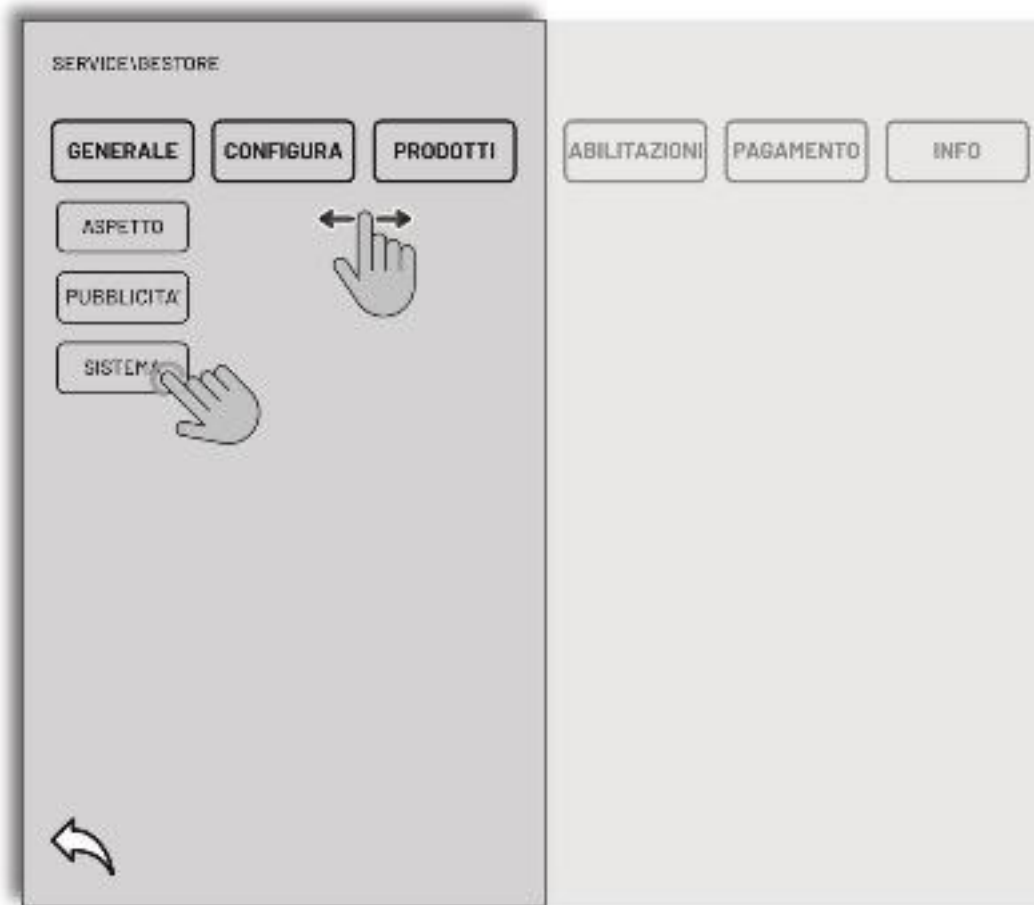 SERVICE\GESTORE
GENERALE CONFIGURA PRODOTTI ABILITAZIONI PAGAMENTO INFO
ASPETTO
PUBBLICITA'
SISTEMA